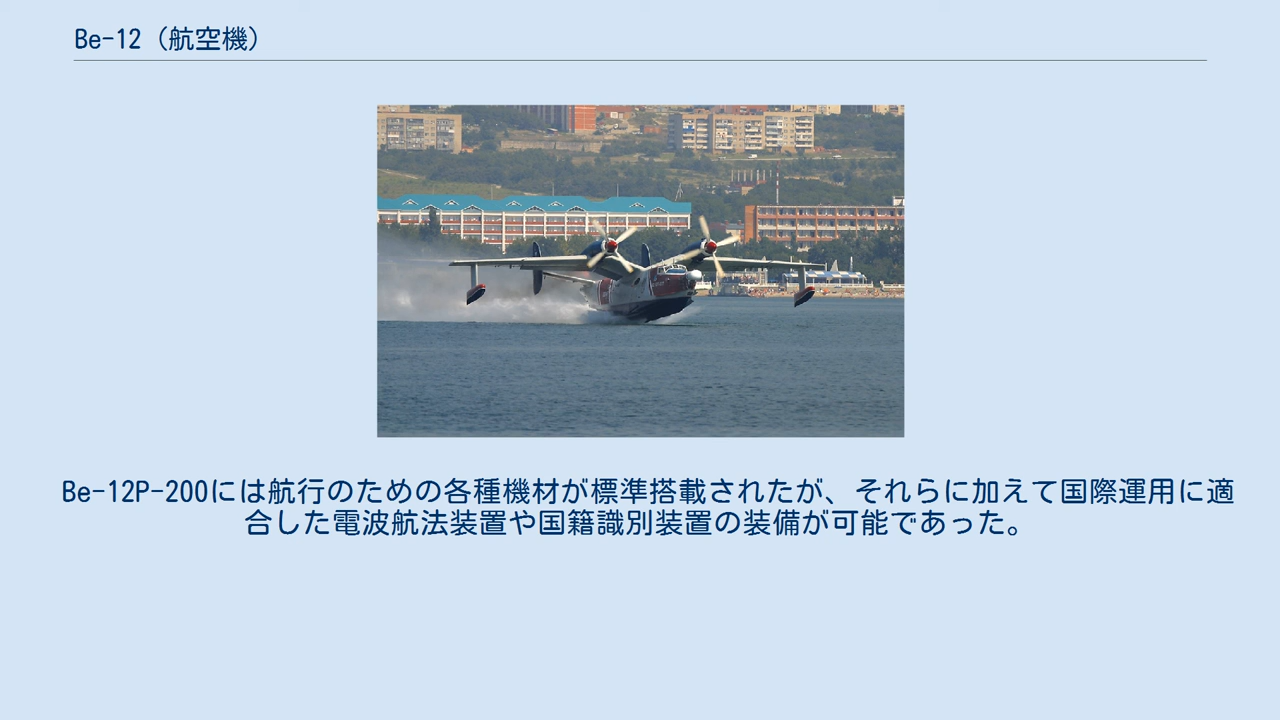 Be-12（航空機）
Be-12P-200には航行のための各種機材が標準搭載されたが、それらに加えて国際運用に適
合した電波航法装置や国籍識別装置の装備が可能であった。